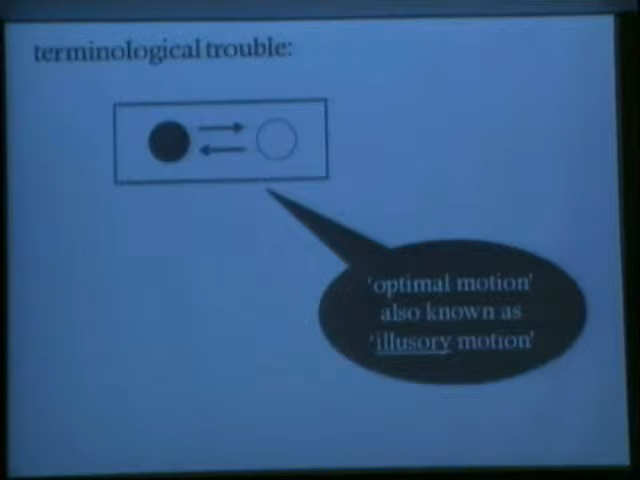 terminological trouble:
'optimal motion'
also known as
'illusory motion'